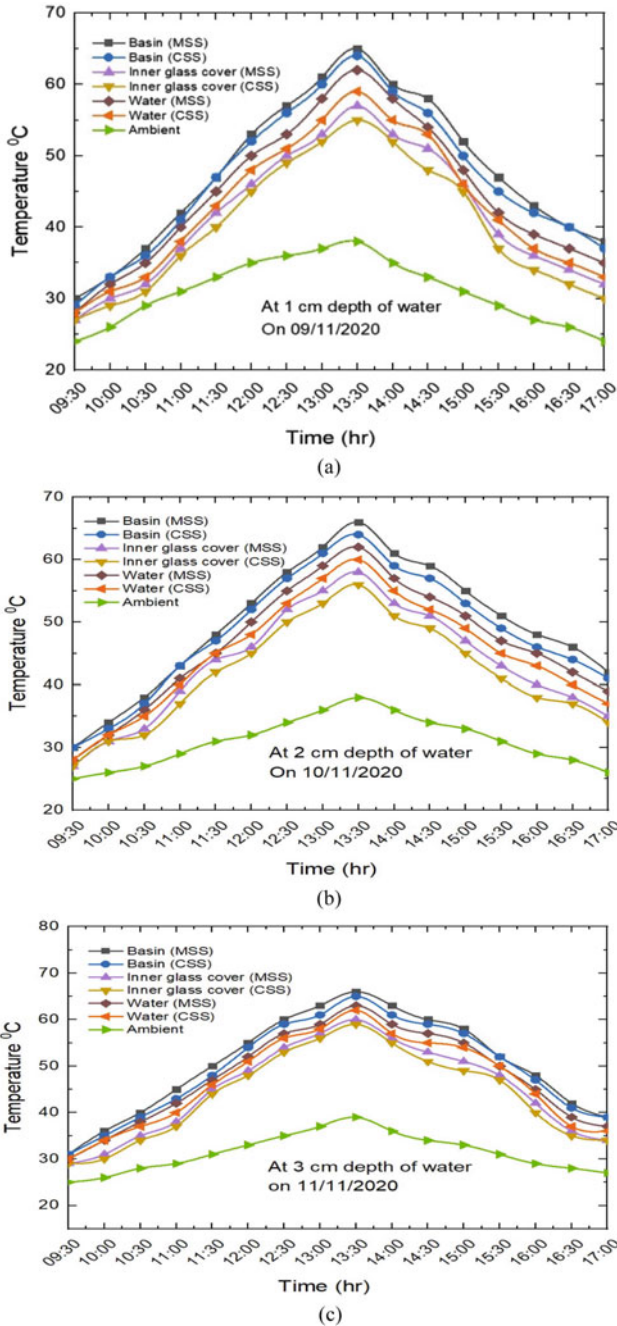 70
60
50
40
30
20
Temperature ⁰C
Basin (MSS)
Basin (CSS)
Inner glass cover (MSS)
Inner glass cover (CSS)
Water (MSS)
Water (CSS)
Ambient
At 1 cm depth of water
On 09/11/2020
09:30 10:00 10:30 11:00 11:30 12:00 12:30 13:00 13:30 14:00 14:30 15:00 15:30 16:00 16:30 17:00
Time (hr)
(a)
70
60
50
40
30
20
Temperature ⁰C
Basin (MSS)
Basin (CSS)
Inner glass cover (MSS)
Inner glass cover (CSS)
Water (MSS)
Water (CSS)
Ambient
At 2 cm depth of water
On 10/11/2020
09:30 10:00 10:30 11:00 11:30 12:00 12:30 13:00 13:30 14:00 14:30 15:00 15:30 16:00 16:30 17:00
Time (hr)
(b)
80
70
60
50
40
30
20
Temperature ⁰C
Basin (MSS)
Basin (CSS)
Inner glass cover (MSS)
Inner glass cover (CSS)
Water (MSS)
Water (CSS)
Ambient
At 3 cm depth of water
on 11/11/2020
09:30 10:00 10:30 11:00 11:30 12:00 12:30 13:00 13:30 14:00 14:30 15:00 15:30 16:00 16:30 17:00
Time (hr)
(c)